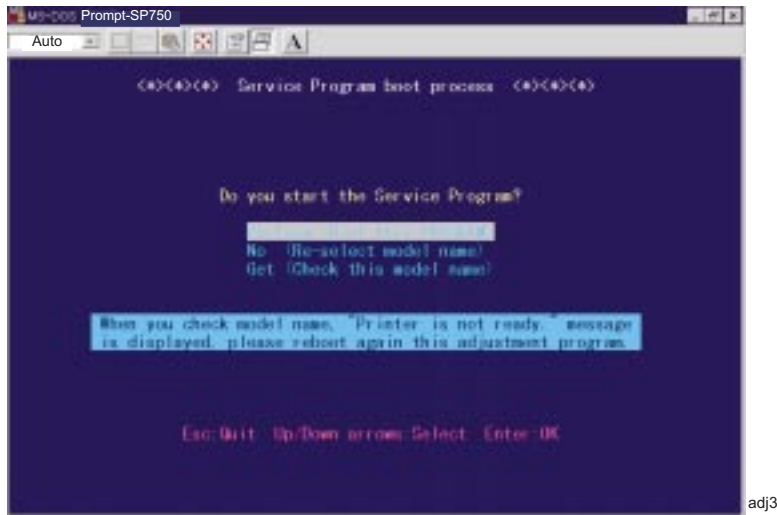 MS-DOS Prompt-SP750
Auto
A
<*><*><*> Service Program boot process <*><*><*>
Do you start the Service Program?
No (Re-select model name)
Get (Check this model name)
When you check model name, "Printer is not ready." message
is displayed, please reboot again this adjustment program.
Esc:Quit Up/Down arrows:Select Enter:OK
adj3